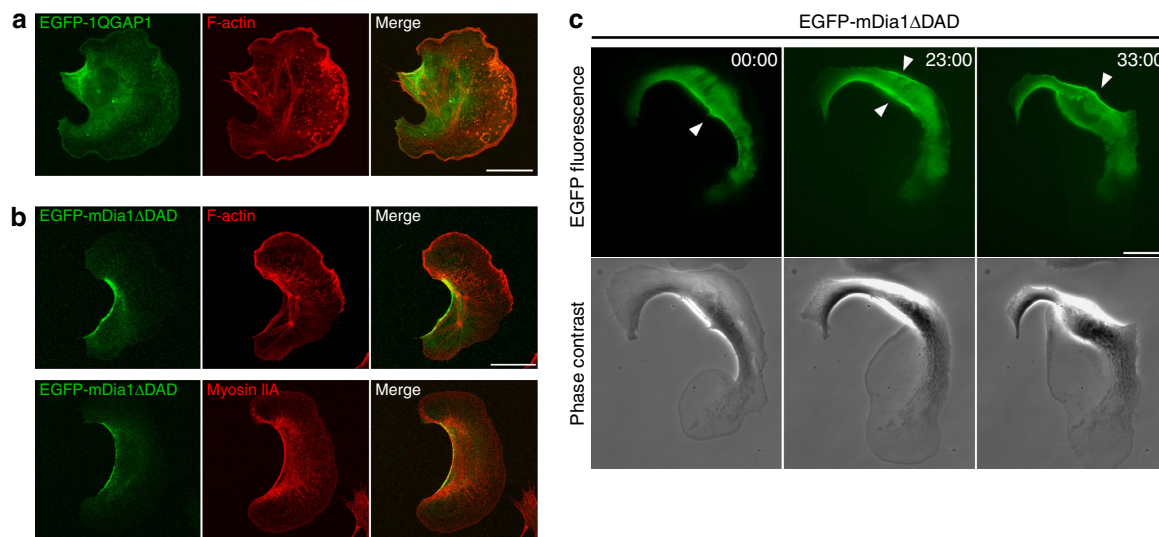 a
EGFP-1QGAP1
F-actin
Merge
b
EGFP-mDia1ΔDAD
F-actin
Merge
EGFP-mDia1ΔDAD
Myosin IIA
Merge
c
EGFP-mDia1ΔDAD
EGFP fluorescence
00:00
23:00
33:00
Phase contrast